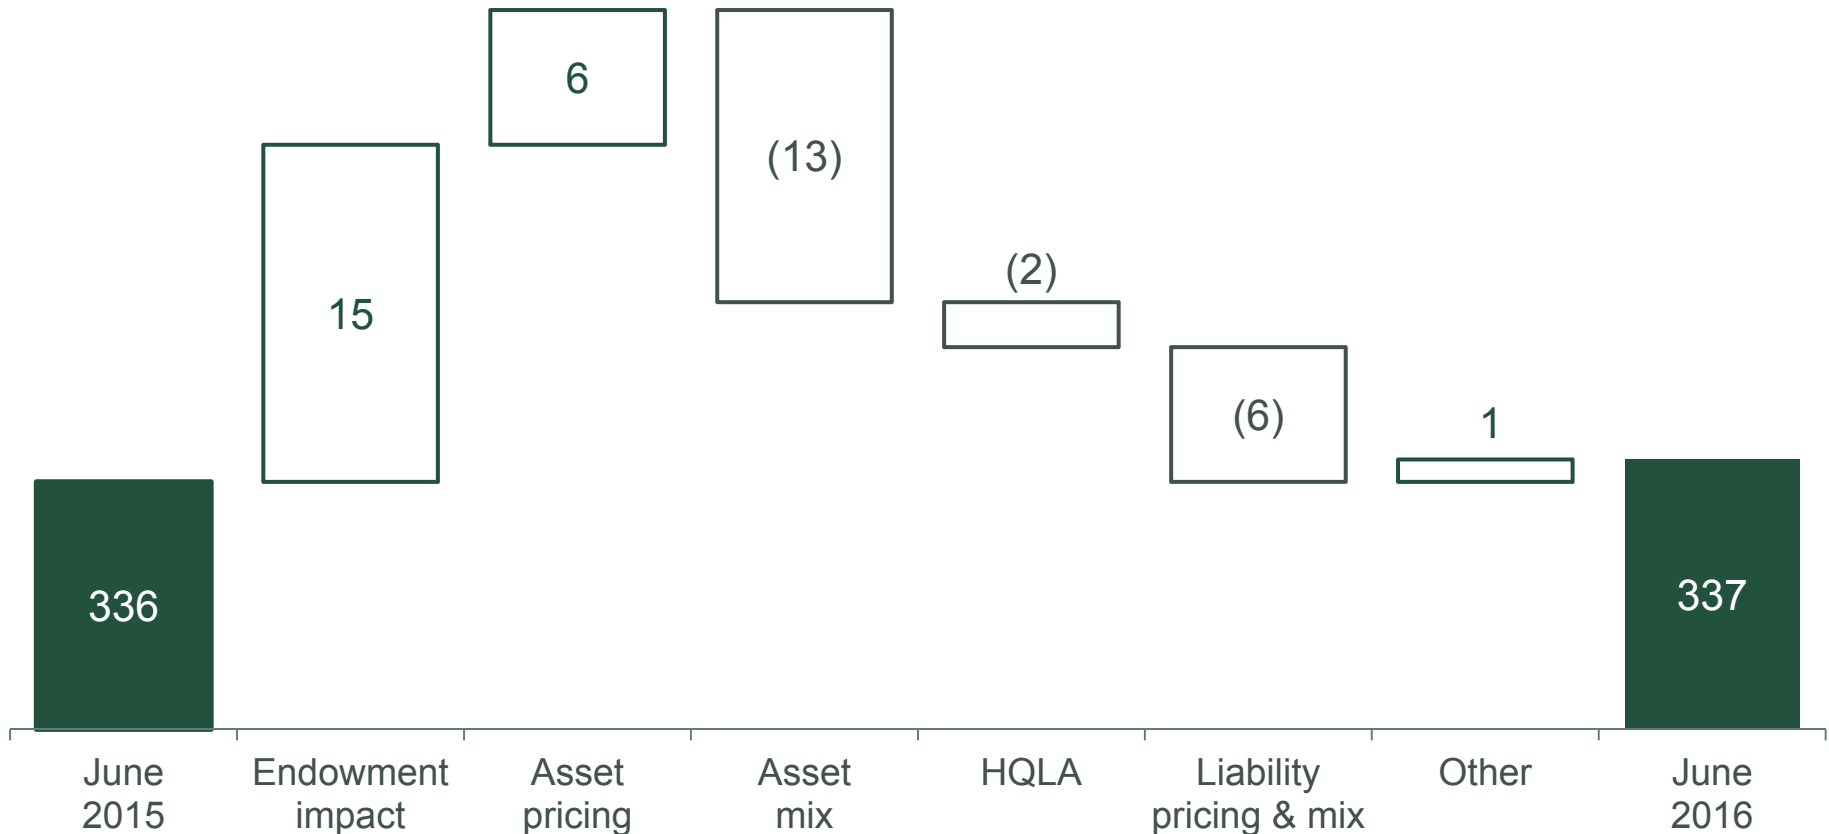 6
(13)
(2)
15
(6)
1
336
337
June
2015
Endowment
impact
Asset
pricing
Asset
mix
HQLA
Liability
pricing & mix
Other
June
2016